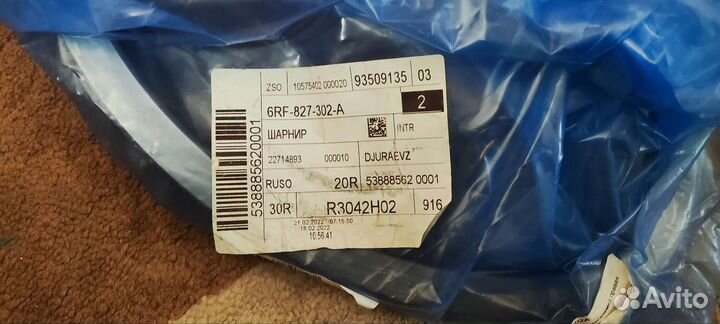 ZSO 10575402 000020 93509135 03
6RF-827-302-A 2
ШАРНИР INTR
22714893 000010 DJURAEVZ
RUSQ 20R 53888562 0001
30R R3042H02 916
21.02.2022 07:15:50
18.02.2022
10.56.41
538885620001
Avito